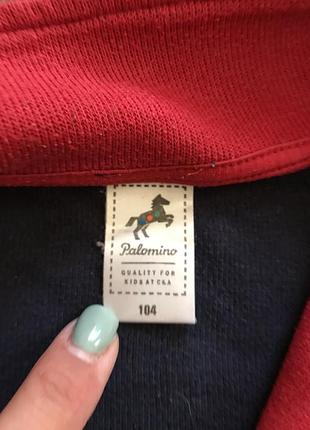 Palomino
QUALITY FOR
KIDS AT C&A
104